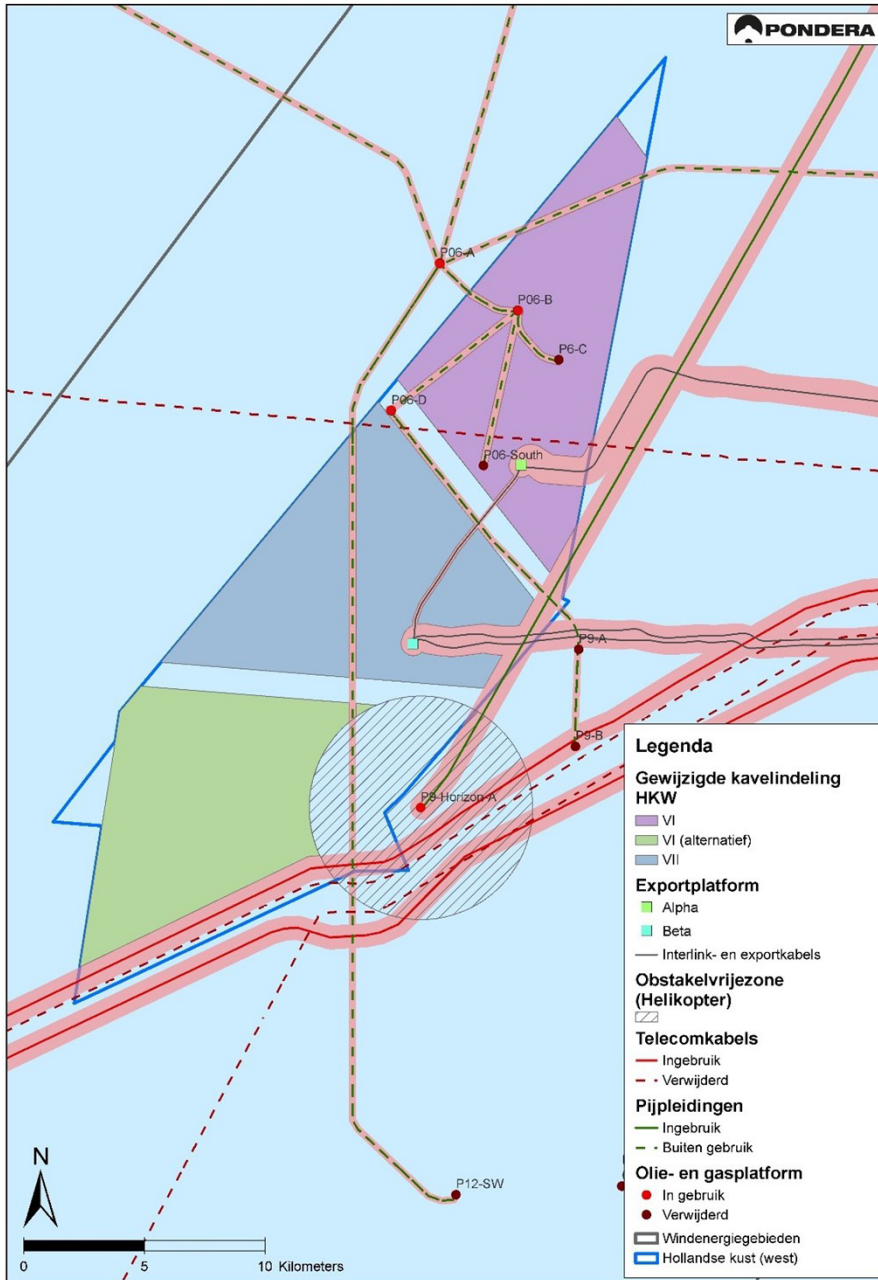 PONDERA
P06-A
P06-B
P6-C
P06-D
P06-South
P9-A
P9-B
P9-Horizon-A
P12-SW
N
0 5 10 Kilometers
Legenda
Gewijzigde kavelindeling
HKW
VI
VI (alternatief)
VII
Exportplatform
Alpha
Beta
Interlink- en exportkabels
Obstakelvrijezone
(Helikopter)
Telecomkabels
Ingebruik
Verwijderd
Pijpleidingen
Ingebruik
Buiten gebruik
Olie- en gasplatform
In gebruik
Verwijderd
Windenergiegebieden
Hollandse kust (west)